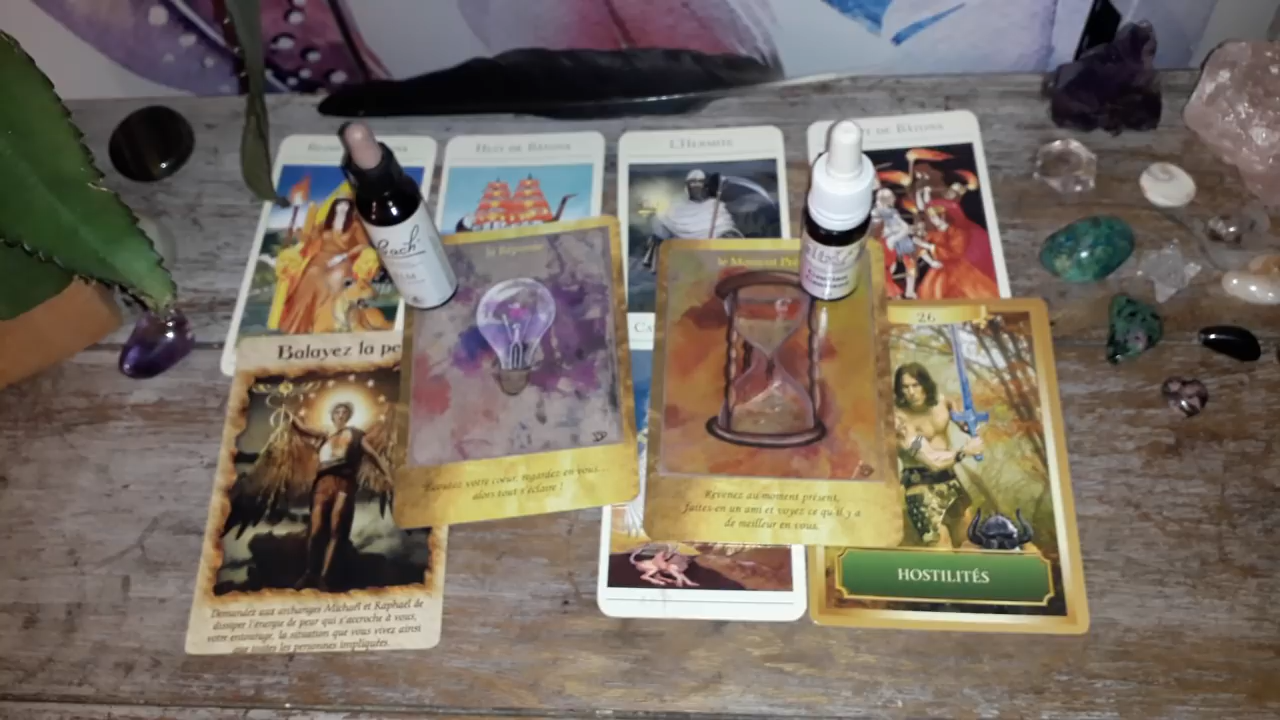 HUIT DE BÂTONS
L'HERMITE
DE BÂTONS
Bach
le Moment Pré
Balayez la pe
26
Écoutez votre coeur, regardez en vous...
alors tout s'éclaire !
Revenez au moment présent,
faites-en un ami et voyez ce qu'il y a
de meilleur en vous.
HOSTILITÉS
Demandez aux archanges Michaël et Raphaël de
dissiper l'énergie de peur qui s'accroche à vous,
votre entourage, la situation que vous vivez ainsi
que toutes les personnes impliquées.